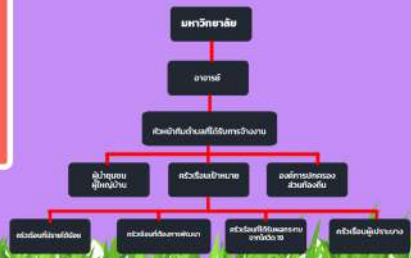 มหาวิทยาลัย
อาจารย์
หัวหน้าทีมตำบลที่ได้รับการจ้างงาน
ผู้นำชุมชน
ผู้ใหญ่บ้าน
ครัวเรือนเป้าหมาย
องค์การปกครอง
ส่วนท้องถิ่น
ครัวเรือนที่มีรายได้น้อย
ครัวเรือนที่ต้องการพัฒนา
ครัวเรือนที่ได้รับผลกระทบ
จากโควิด 19
ครัวเรือนผู้เปราะบาง